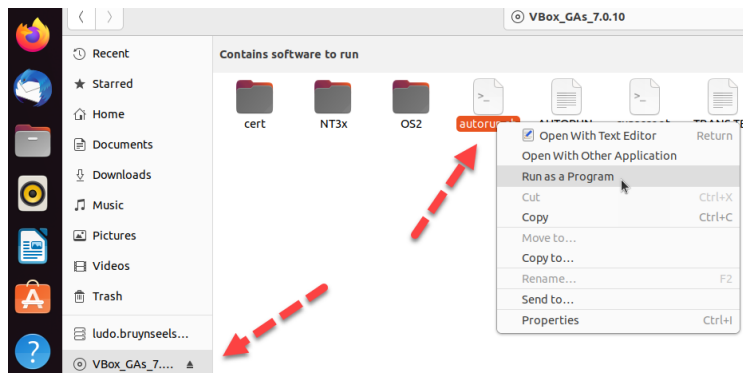 VBox_GAs_7.0.10
Recent
Starred
Home
Documents
Downloads
Music
Pictures
Videos
Trash
ludo.bruynseels...
VBox_GAs_7....
Contains software to run
cert
NT3x
OS2
Open With Text Editor Return
Open With Other Application
Run as a Program
Cut Ctrl+X
Copy Ctrl+C
Move to...
Copy to...
Rename... F2
Send to...
Properties Ctrl+I